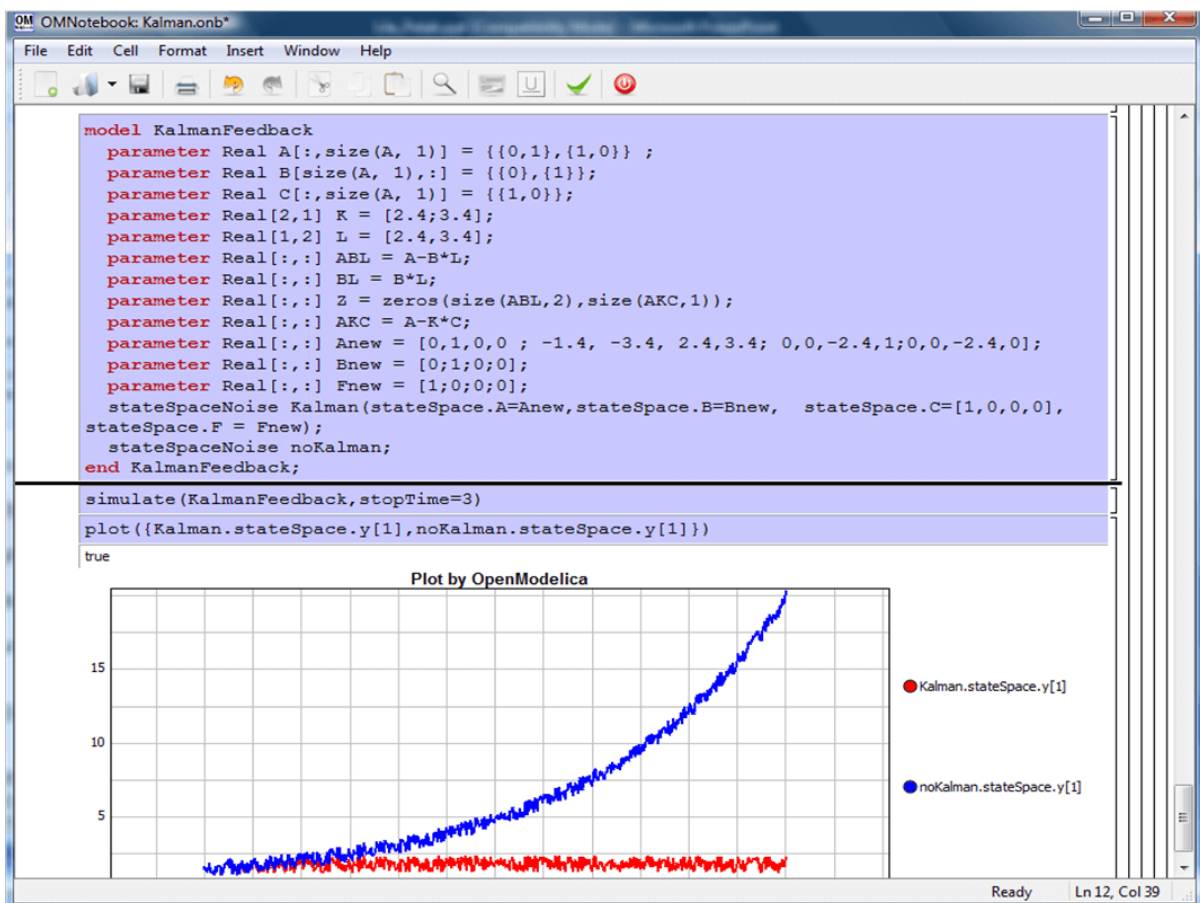 OMNotebook: Kalman.onb*
File Edit Cell Format Insert Window Help
model KalmanFeedback
parameter Real A[:,size(A, 1)] = {{0,1},{1,0}} ;
parameter Real B[size(A, 1),:] = {{0},{1}};
parameter Real C[:,size(A, 1)] = {{1,0}};
parameter Real[2,1] K = [2.4;3.4];
parameter Real[1,2] L = [2.4,3.4];
parameter Real[:,:] ABL = A-B*L;
parameter Real[:,:] BL = B*L;
parameter Real[:,:] Z = zeros(size(ABL,2),size(AKC,1));
parameter Real[:,:] AKC = A-K*C;
parameter Real[:,:] Anew = [0,1,0,0 ; -1.4, -3.4, 2.4,3.4; 0,0,-2.4,1;0,0,-2.4,0];
parameter Real[:,:] Bnew = [0;1;0;0];
parameter Real[:,:] Fnew = [1;0;0;0];
stateSpaceNoise Kalman(stateSpace.A=Anew,stateSpace.B=Bnew, stateSpace.C=[1,0,0,0],
stateSpace.F = Fnew);
stateSpaceNoise noKalman;
end KalmanFeedback;
simulate(KalmanFeedback,stopTime=3)
plot({Kalman.stateSpace.y[1],noKalman.stateSpace.y[1]})
true
Plot by OpenModelica
15
10
5
Kalman.stateSpace.y[1]
noKalman.stateSpace.y[1]
Ready Ln 12, Col 39